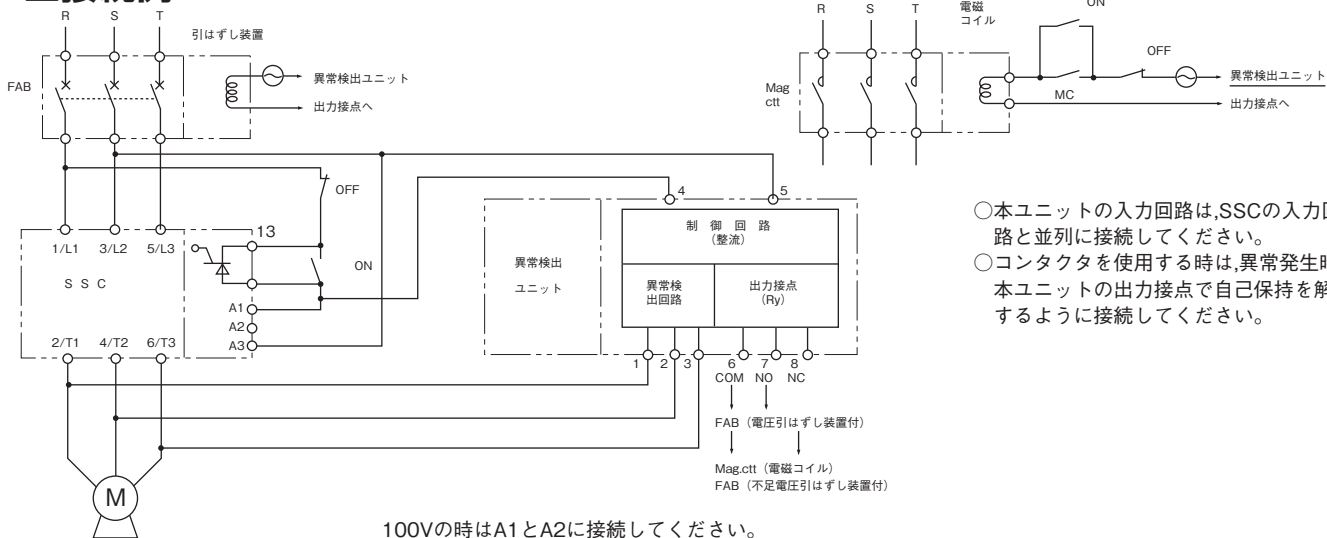 R S T
引はずし装置
FAB
異常検出ユニット
出力接点へ
R S T
電磁
コイル
ON
OFF
Mag
ctt
MC
異常検出ユニット
出力接点へ
OFF
4 5
1/L1 3/L2 5/L3
13
ON
S S C
A1
A2
A3
2/T1 4/T2 6/T3
制 御 回 路
(整流)
異常検出
ユニット
異常検
出回路
出力接点
(Ry)
1 2 3 6 7 8
COM NO NC
FAB(電圧引はずし装置付)
Mag.ctt(電磁コイル)
FAB(不足電圧引はずし装置付)
M
100Vの時はA1とA2に接続してください。
○本ユニットの入力回路は,SSCの入力
路と並列に接続してください。
○コンタクタを使用する時は,異常発生
本ユニットの出力接点で自己保持を
するように接続してください。